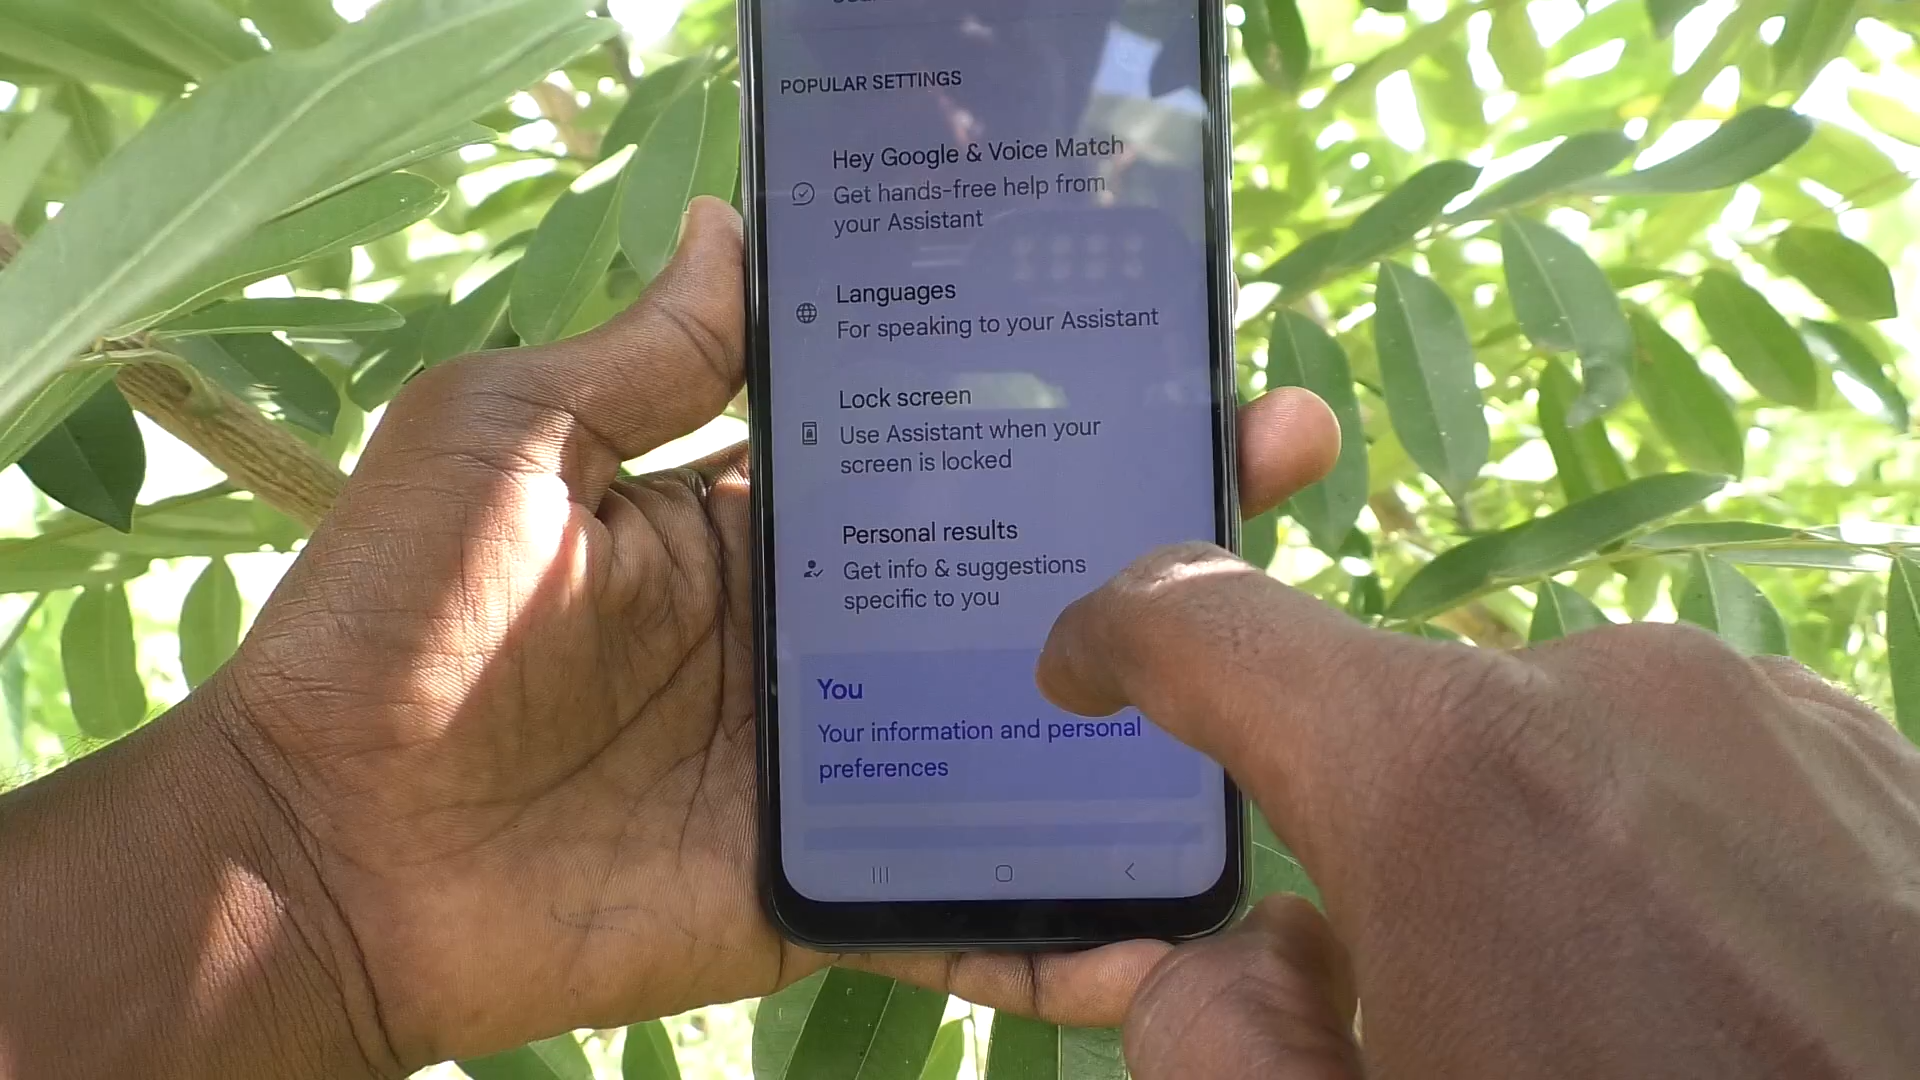 POPULAR SETTINGS
Hey Google & Voice Match
Get hands-free help from
your Assistant
Languages
For speaking to your Assistant
Lock screen
Use Assistant when your
screen is locked
Personal results
Get info & suggestions
specific to you
You
Your information and personal
preferences